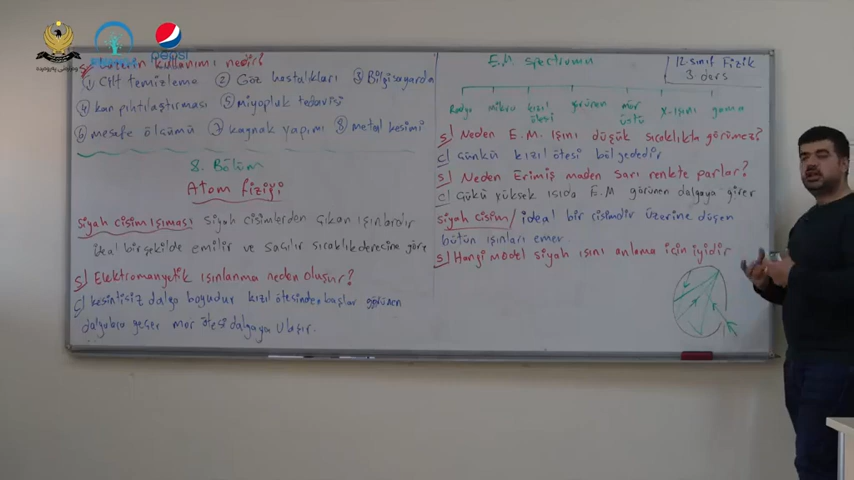 pepsi
S/ Lazerin kullanımı nedir?
① Cilt temizleme ② Göz hastalıkları ③ Bilgisayarda
④ kan pıhtılaştırması ⑤ miyopluk tedavisi
⑥ mesafe ölçümü ⑦ kaynak yapımı ⑧ metal kesimi
8. Bölüm
Atom fiziği
Siyah cisim ışıması siyah cisimlerden çıkan ışınlardır
ideal bir şekilde emilir ve saçılır sıcaklık derecine göre
S/ Elektromanyetik ışınlanma neden oluşur?
C/ kesintisiz dalga boyudur kızıl ötesinden başlar görünen
dalgaya geçer mor ötesi dalgaya ulaşır.
E.M spectrumu
12. sınıf Fizik
3. ders
Radyo mikro kızıl ötesi görünen mor üstü X-ışını gama
S/ Neden E.M. ışını düşük sıcaklıkta görünmez?
C/ Çünkü kızıl ötesi bölgededir
S/ Neden Erimiş maden sarı renkte parlar?
C/ Çükü yüksek ısıda E.M görünen dalgaya girer
Siyah cisim/ ideal bir cisimdir üzerine düşen
bütün ışınları emer.
S/ Hangi model siyah ışını anlama için iyidir